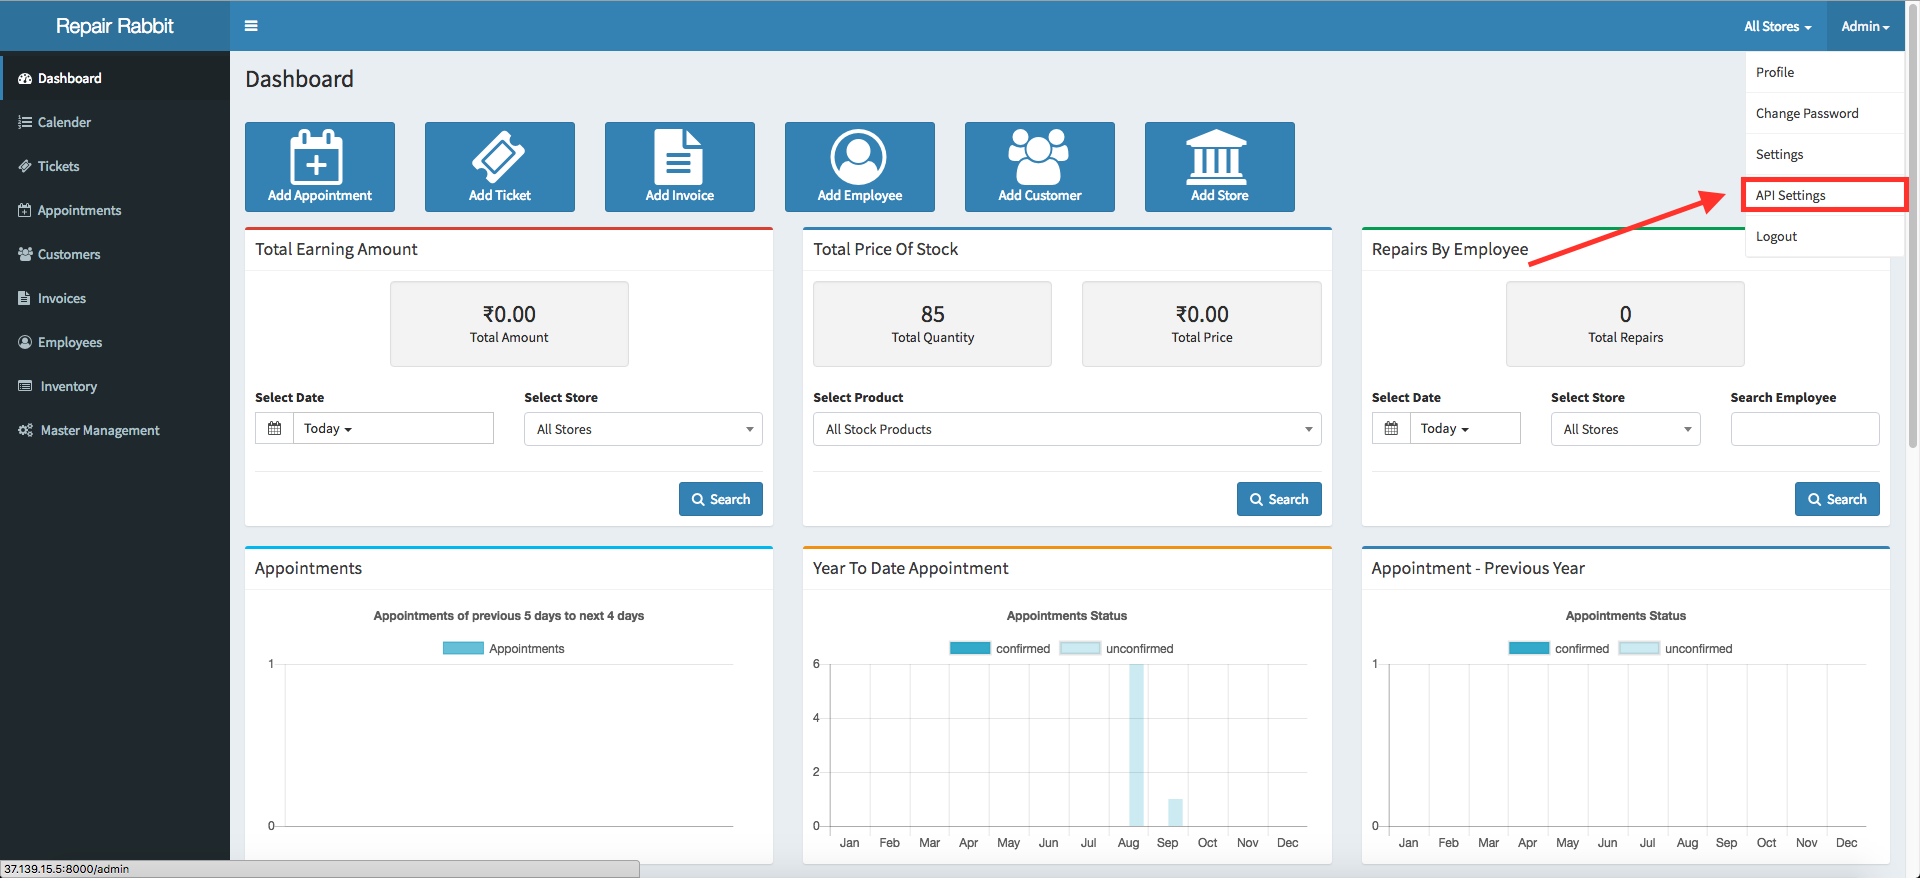 Repair Rabbit
All Stores
Admin
Dashboard
Calender
Tickets
Appointments
Customers
Invoices
Employees
Inventory
Master Management
Dashboard
Profile
Change Password
Settings
API Settings
Logout
Add Appointment
Add Ticket
Add Invoice
Add Employee
Add Customer
Add Store
Total Earning Amount
₹0.00
Total Amount
Select Date
Select Store
Today
All Stores
Search
Total Price Of Stock
85
Total Quantity
₹0.00
Total Price
Select Product
All Stock Products
Search
Repairs By Employee
0
Total Repairs
Select Date
Select Store
Search Employee
Today
All Stores
Search
Appointments
Appointments of previous 5 days to next 4 days
Appointments
1
0
Year To Date Appointment
Appointments Status
confirmed unconfirmed
6
4
2
0
Jan Feb Mar Apr May Jun Jul Aug Sep Oct Nov Dec
Appointment - Previous Year
Appointments Status
confirmed unconfirmed
1
0
Jan Feb Mar Apr May Jun Jul Aug Sep Oct Nov Dec
37.139.15.5:8000/admin